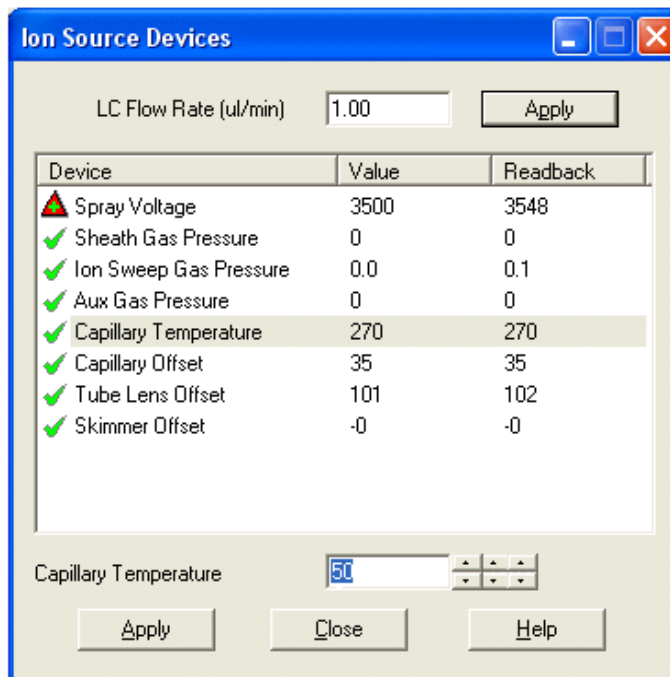 Ion Source Devices
LC Flow Rate (ul/min) 1.00 Apply
Device Value Readback
Spray Voltage 3500 3548
Sheath Gas Pressure 0 0
Ion Sweep Gas Pressure 0.0 0.1
Aux Gas Pressure 0 0
Capillary Temperature 270 270
Capillary Offset 35 35
Tube Lens Offset 101 102
Skimmer Offset -0 -0
Capillary Temperature 50
Apply Close Help